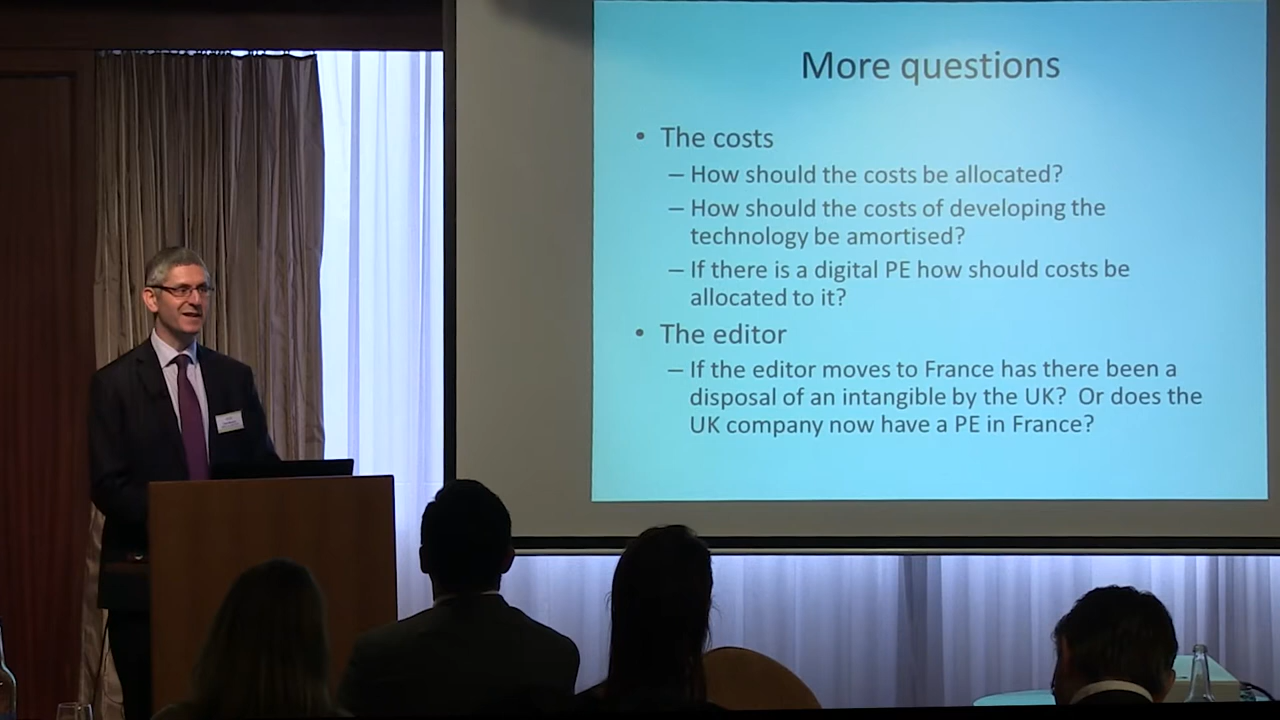 More questions
• The costs
– How should the costs be allocated?
– How should the costs of developing the
technology be amortised?
– If there is a digital PE how should costs be
allocated to it?
• The editor
– If the editor moves to France has there been a
disposal of an intangible by the UK? Or does the
UK company now have a PE in France?